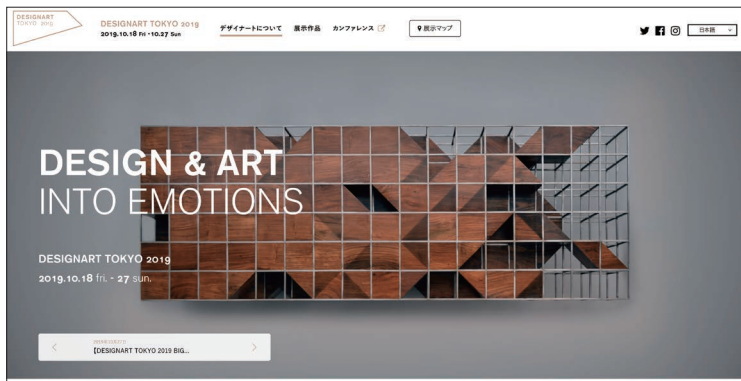 DESIGNART
TOKYO 2019
DESIGNART TOKYO 2019
2019.10.18 Fri - 10.27 Sun
デザイナートについて
展示作品
カンファレンス
展示マップ
日本語
DESIGN & ART
INTO EMOTIONS
DESIGNART TOKYO 2019
2019.10.18 fri. - 27 sun.
【DESIGNART TOKYO 2019 BIG...